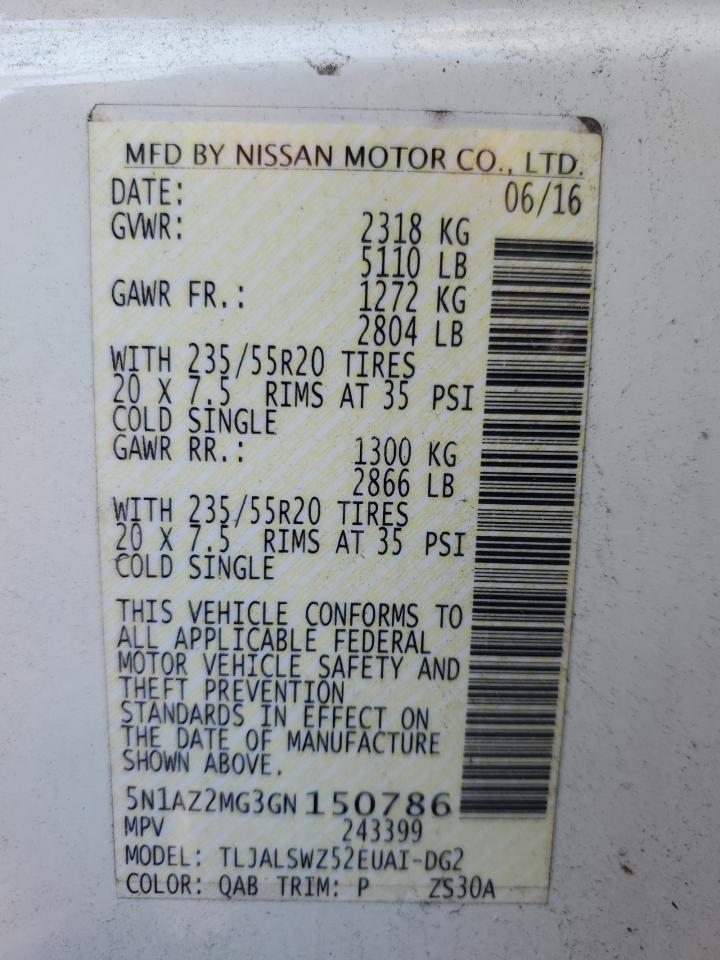 MFD BY NISSAN MOTOR CO., LTD.
DATE: 06/16
GVWR: 2318 KG
5110 LB
GAWR FR.: 1272 KG
2804 LB
WITH 235/55R20 TIRES
20 X 7.5 RIMS AT 35 PSI
COLD SINGLE
GAWR RR.: 1300 KG
2866 LB
WITH 235/55R20 TIRES
20 X 7.5 RIMS AT 35 PSI
COLD SINGLE
THIS VEHICLE CONFORMS TO
ALL APPLICABLE FEDERAL
MOTOR VEHICLE SAFETY AND
THEFT PREVENTION
STANDARDS IN EFFECT ON
THE DATE OF MANUFACTURE
SHOWN ABOVE.
5N1AZ2MG3GN150786
MPV 243399
MODEL: TLJALSWZ52EUAI-DG2
COLOR: QAB TRIM: P ZS30A